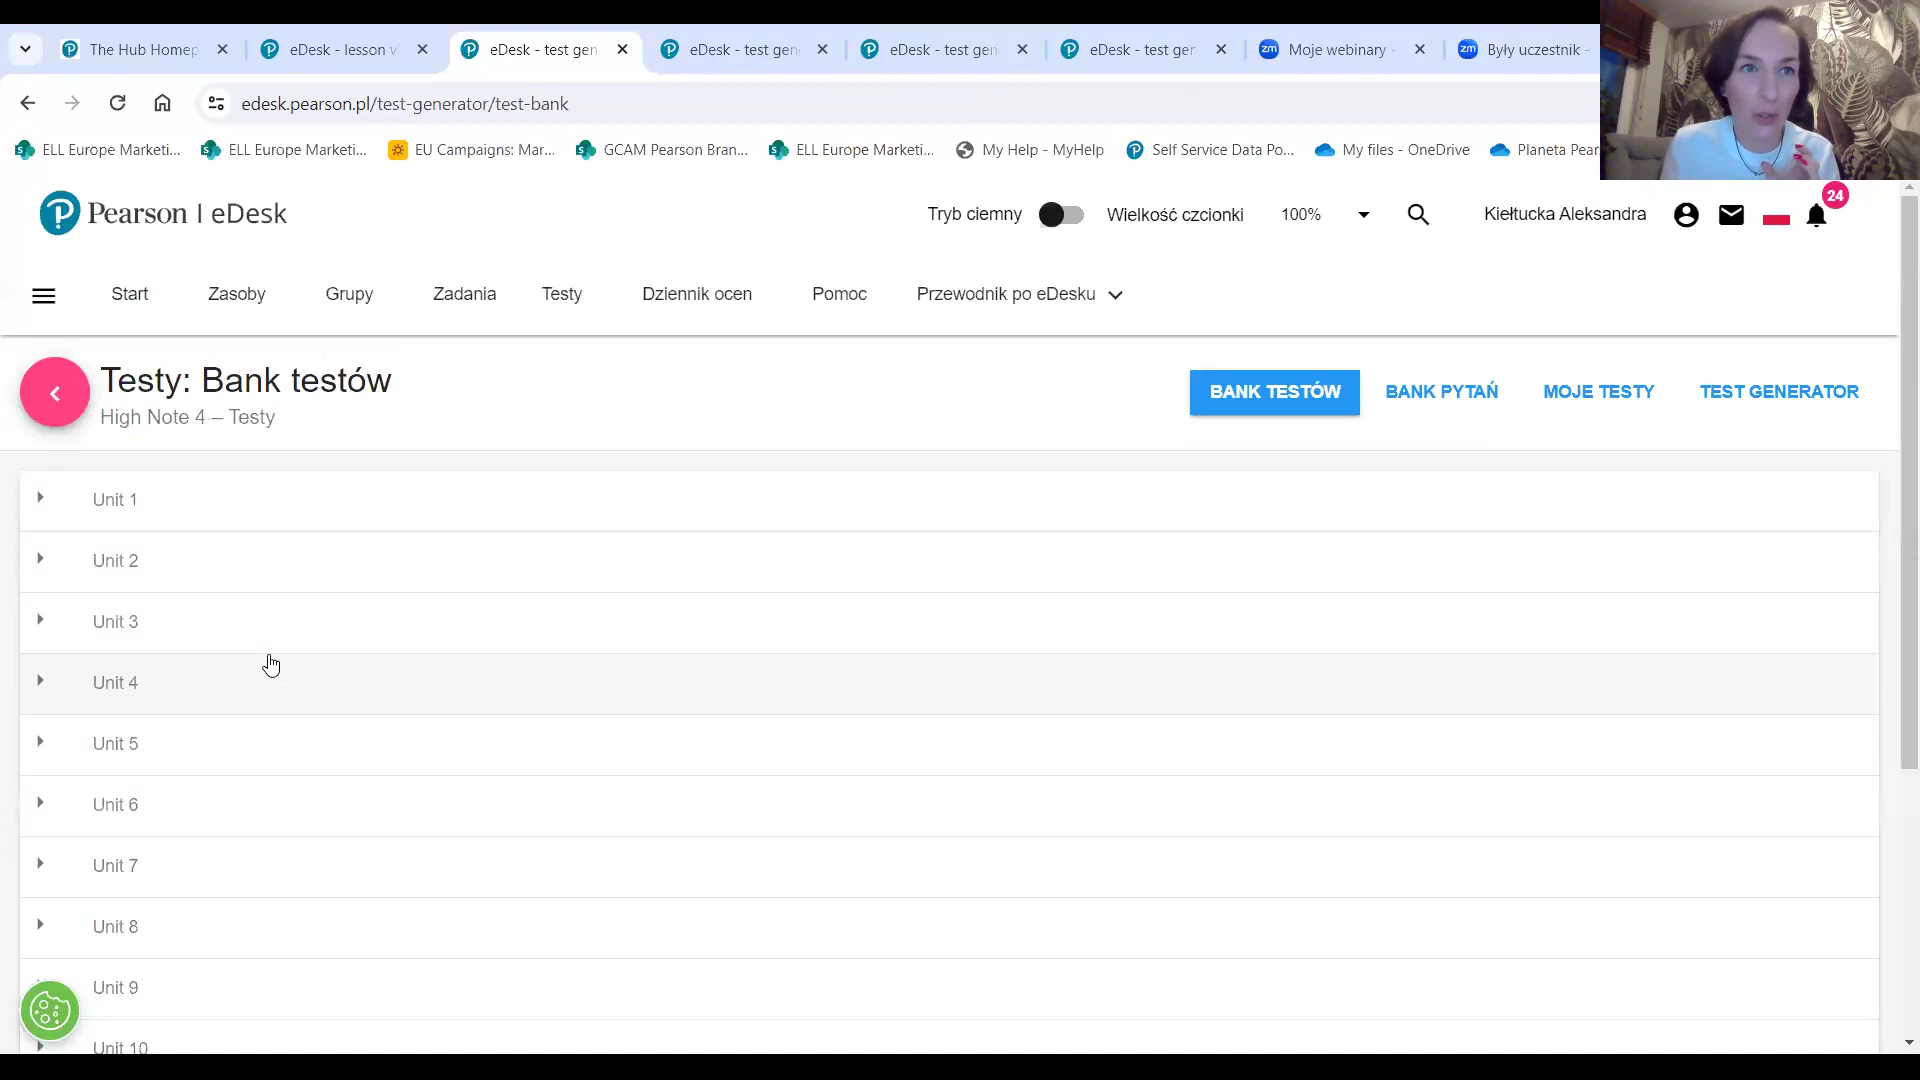 The Hub Homep
eDesk - lesson v
eDesk - test gen
eDesk - test gen
eDesk - test gen
eDesk - test gen
zm Moje webinary -
zm Były uczestnik -
edesk.pearson.pl/test-generator/test-bank
ELL Europe Marketi...
ELL Europe Marketi...
EU Campaigns: Mar...
GCAM Pearson Bran...
ELL Europe Marketi...
My Help - MyHelp
Self Service Data Po...
My files - OneDrive
Planeta Pear
Pearson | eDesk
Tryb ciemny
Wielkość czcionki
100%
Kiełtucka Aleksandra
24
Start
Zasoby
Grupy
Zadania
Testy
Dziennik ocen
Pomoc
Przewodnik po eDesku
Testy: Bank testów
High Note 4 – Testy
BANK TESTÓW
BANK PYTAŃ
MOJE TESTY
TEST GENERATOR
Unit 1
Unit 2
Unit 3
Unit 4
Unit 5
Unit 6
Unit 7
Unit 8
Unit 9
Unit 10